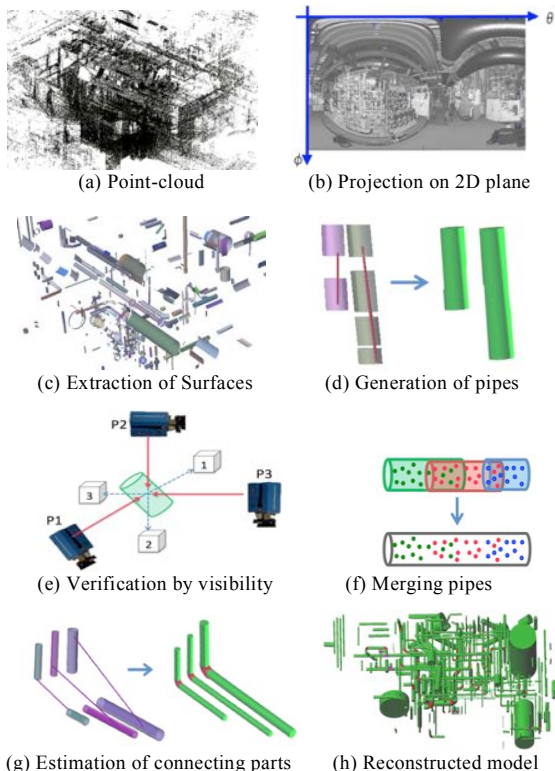 θ
ϕ
(a) Point-cloud
(b) Projection on 2D plane
(c) Extraction of Surfaces
(d) Generation of pipes
P2
1
P3
3
P1
2
(e) Verification by visibility
(f) Merging pipes
(g) Estimation of connecting parts
(h) Reconstructed model